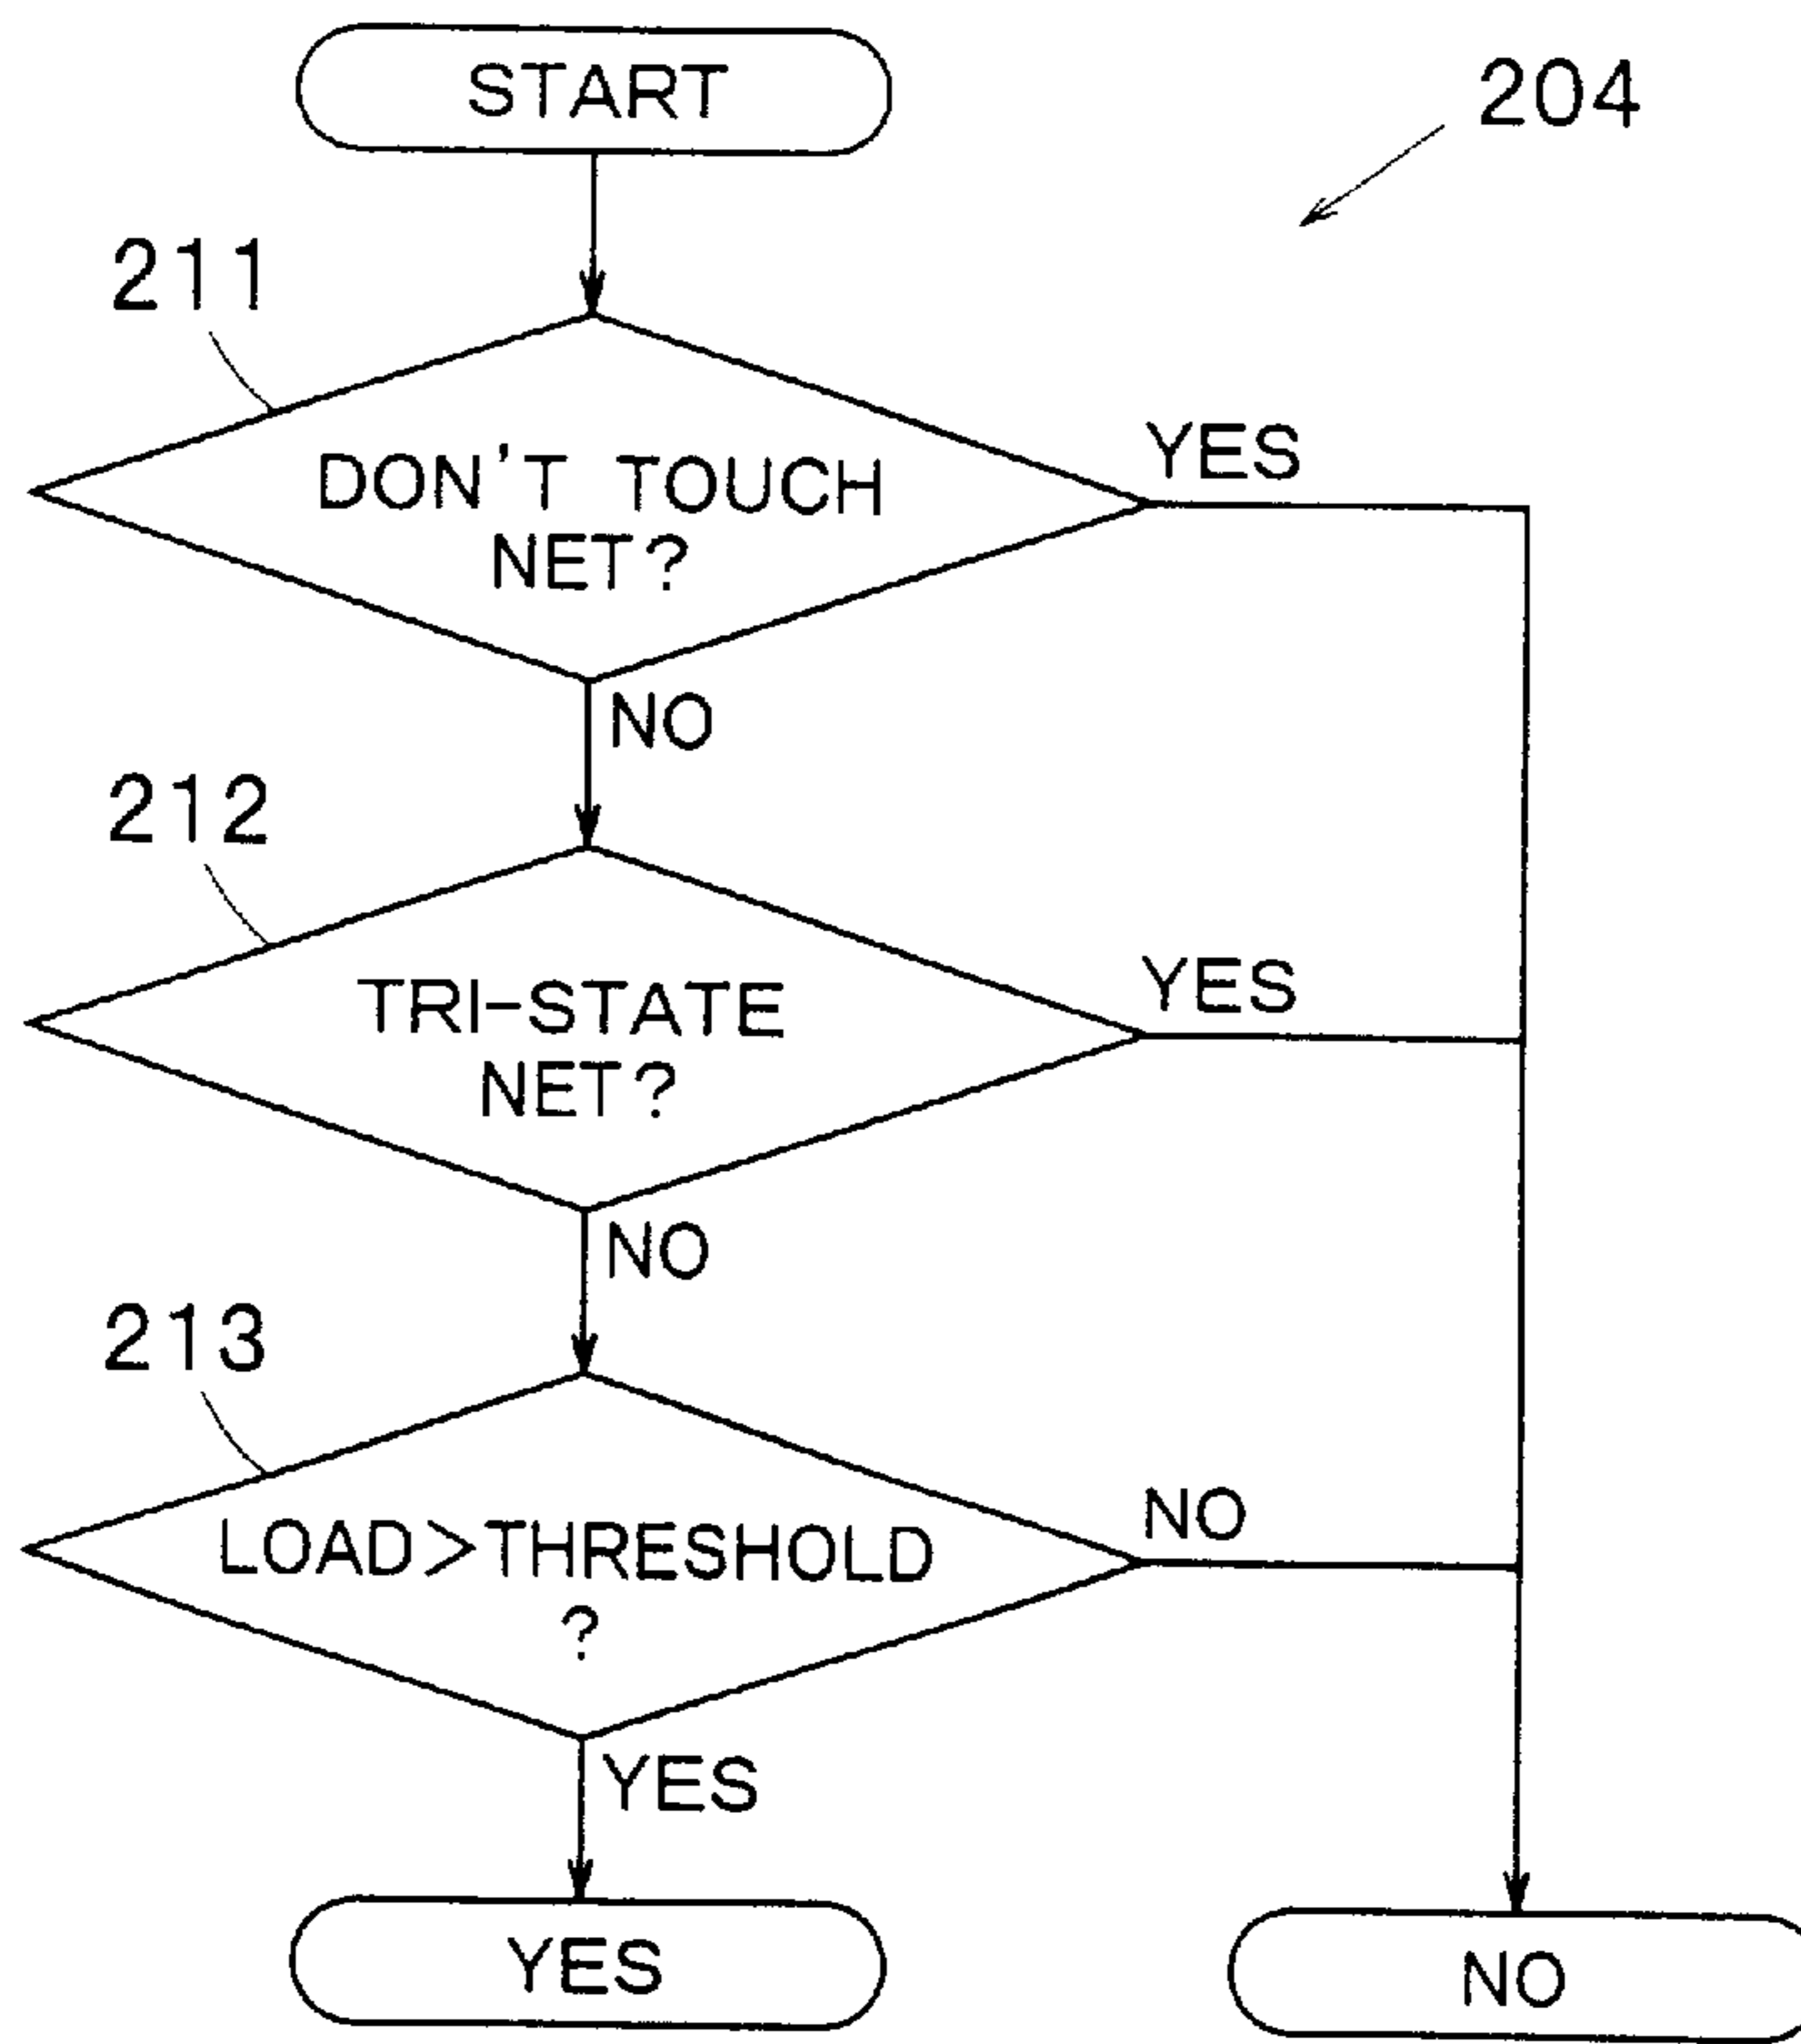 START
204
211
DON'T TOUCH
NET?
YES
NO
212
TRI-STATE
NET?
YES
NO
213
LOAD>THRESHOLD
?
NO
YES
YES
NO